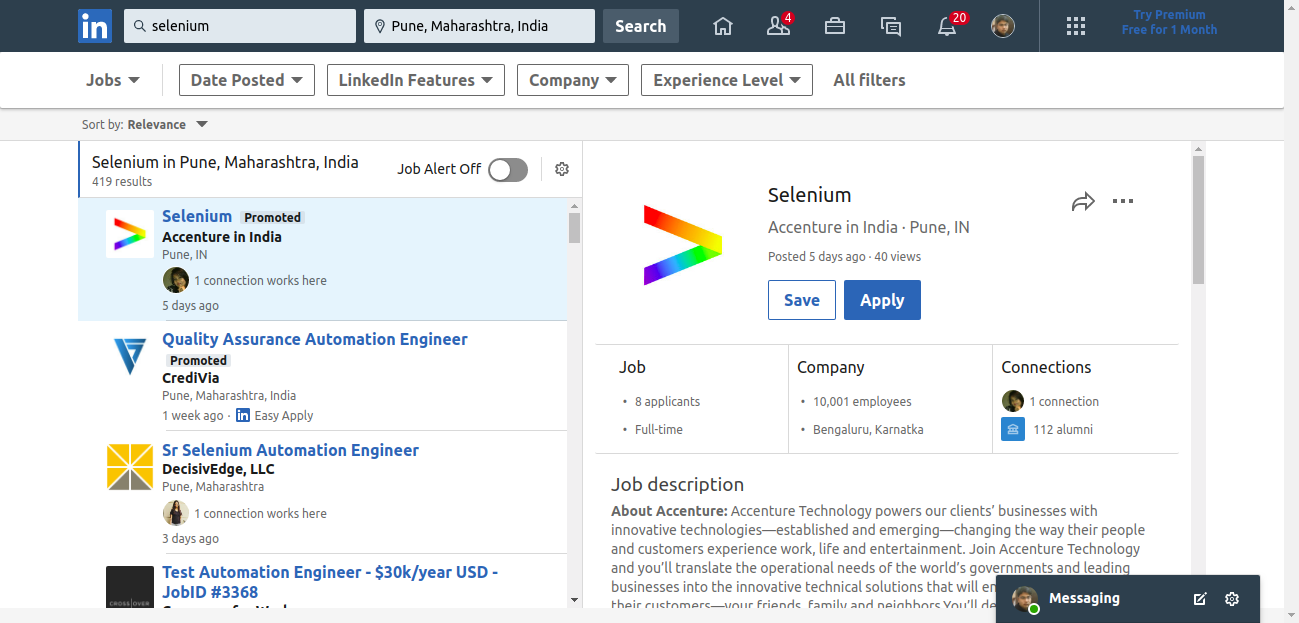 in
selenium
Pune, Maharashtra, India
Search
4
20
Try Premium
Free for 1 Month
Jobs
Date Posted
LinkedIn Features
Company
Experience Level
All filters
Sort by: Relevance
Selenium in Pune, Maharashtra, India
419 results
Job Alert Off
Selenium Promoted
Accenture in India
Pune, IN
1 connection works here
5 days ago
Quality Assurance Automation Engineer
Promoted
CrediVia
Pune, Maharashtra, India
1 week ago · in Easy Apply
Sr Selenium Automation Engineer
DecisivEdge, LLC
Pune, Maharashtra
1 connection works here
3 days ago
Test Automation Engineer - $30k/year USD -
JobID #3368
CROSSOVER
Selenium
Accenture in India · Pune, IN
Posted 5 days ago · 40 views
Save
Apply
Job
• 8 applicants
• Full-time
Company
• 10,001 employees
• Bengaluru, Karnatka
Connections
1 connection
112 alumni
Job description
About Accenture: Accenture Technology powers our clients’ businesses with
innovative technologies—established and emerging—changing the way their people
and customers experience work, life and entertainment. Join Accenture Technology
and you’ll translate the operational needs of the world’s governments and leading
businesses into the innovative technical solutions that will
their customers—your friends, family and neighbors You’ll
Messaging